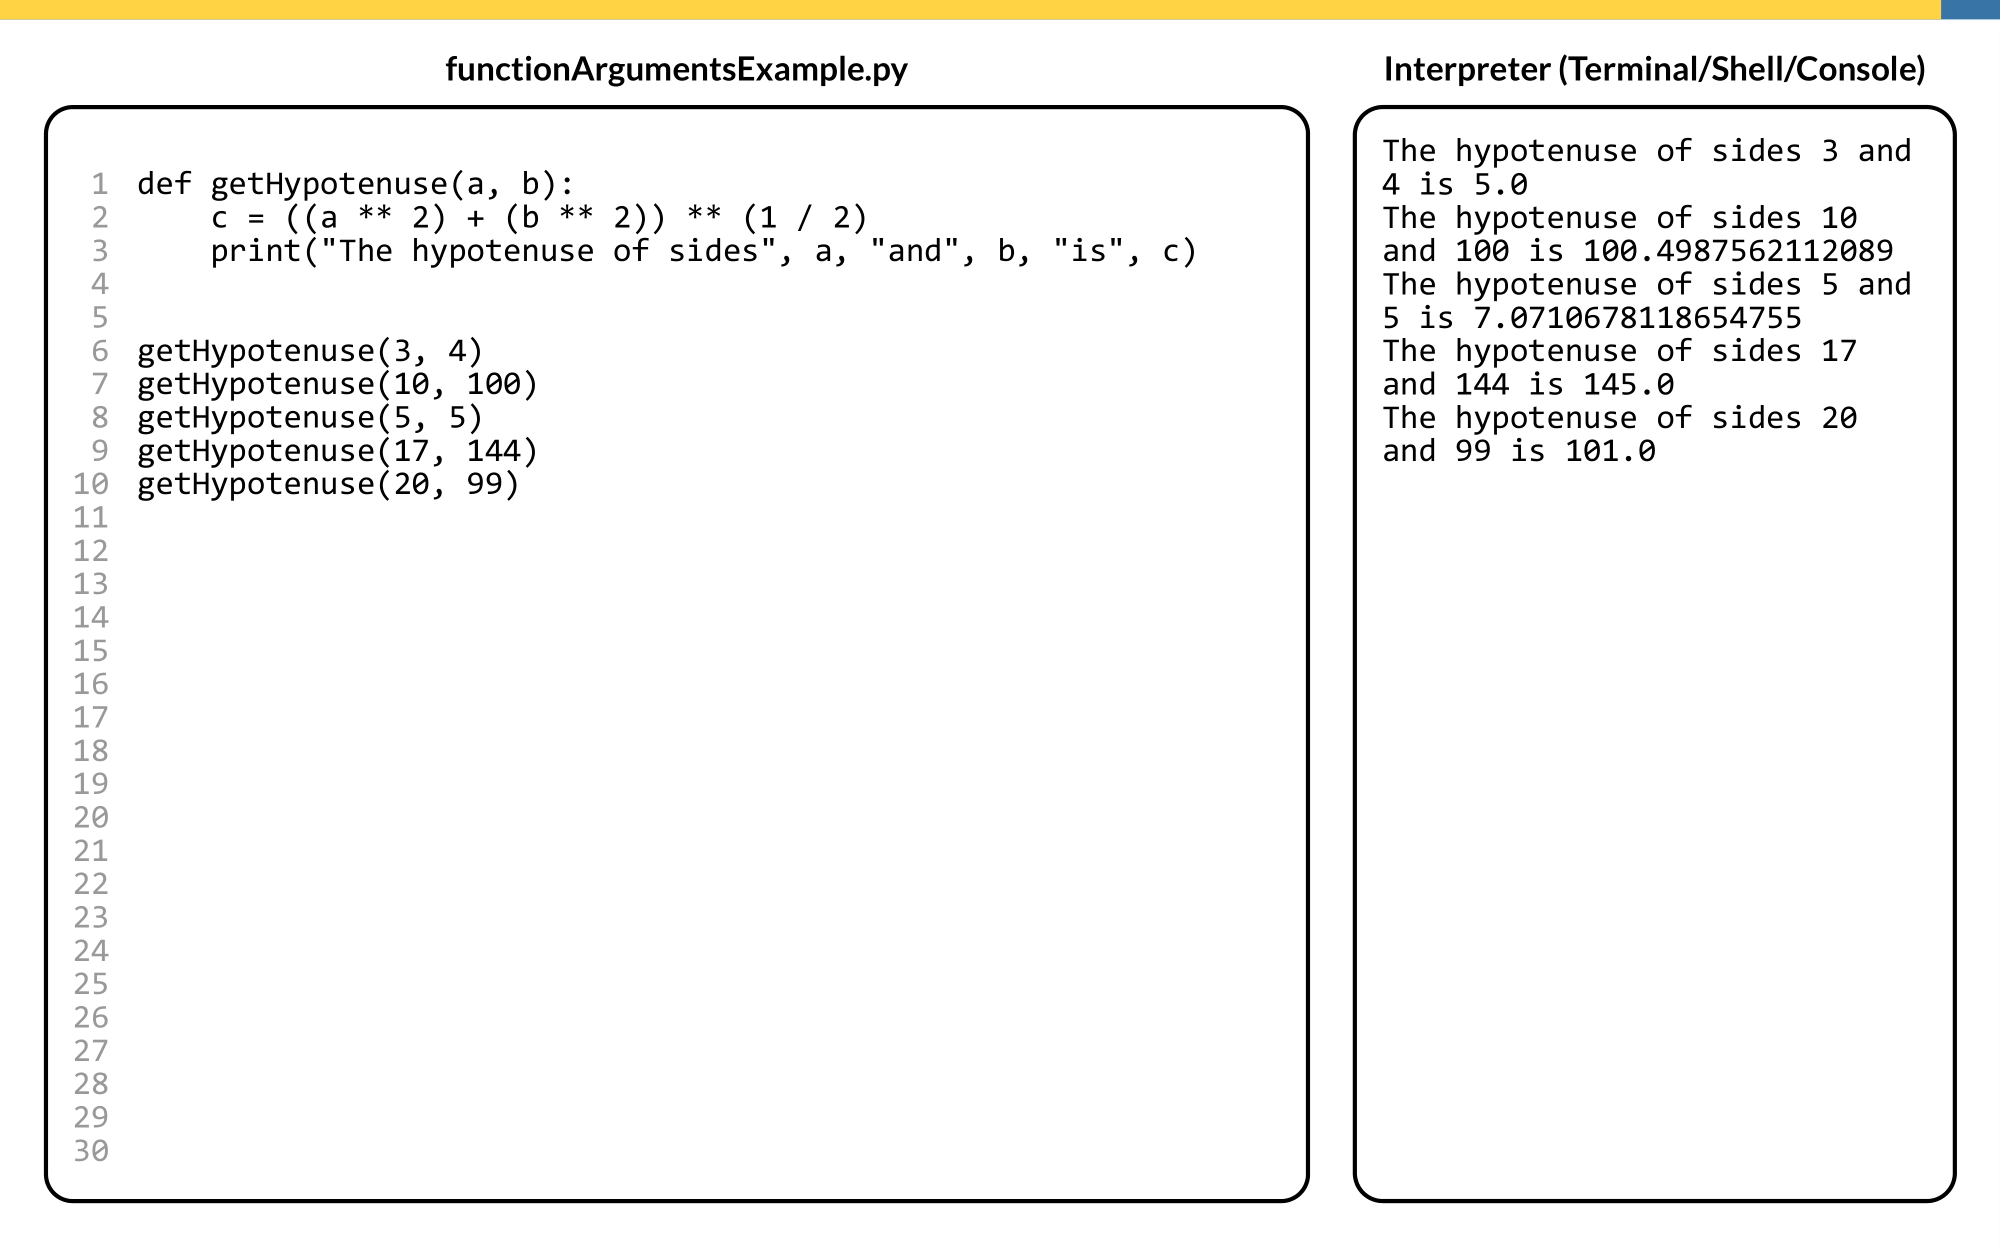 functionArgumentsExample.py
1 def getHypotenuse(a, b):
2     c = ((a ** 2) + (b ** 2)) ** (1 / 2)
3     print("The hypotenuse of sides", a, "and", b, "is", c)
4
5
6 getHypotenuse(3, 4)
7 getHypotenuse(10, 100)
8 getHypotenuse(5, 5)
9 getHypotenuse(17, 144)
10 getHypotenuse(20, 99)
11
12
13
14
15
16
17
18
19
20
21
22
23
24
25
26
27
28
29
30
Interpreter (Terminal/Shell/Console)
The hypotenuse of sides 3 and
4 is 5.0
The hypotenuse of sides 10
and 100 is 100.4987562112089
The hypotenuse of sides 5 and
5 is 7.0710678118654755
The hypotenuse of sides 17
and 144 is 145.0
The hypotenuse of sides 20
and 99 is 101.0